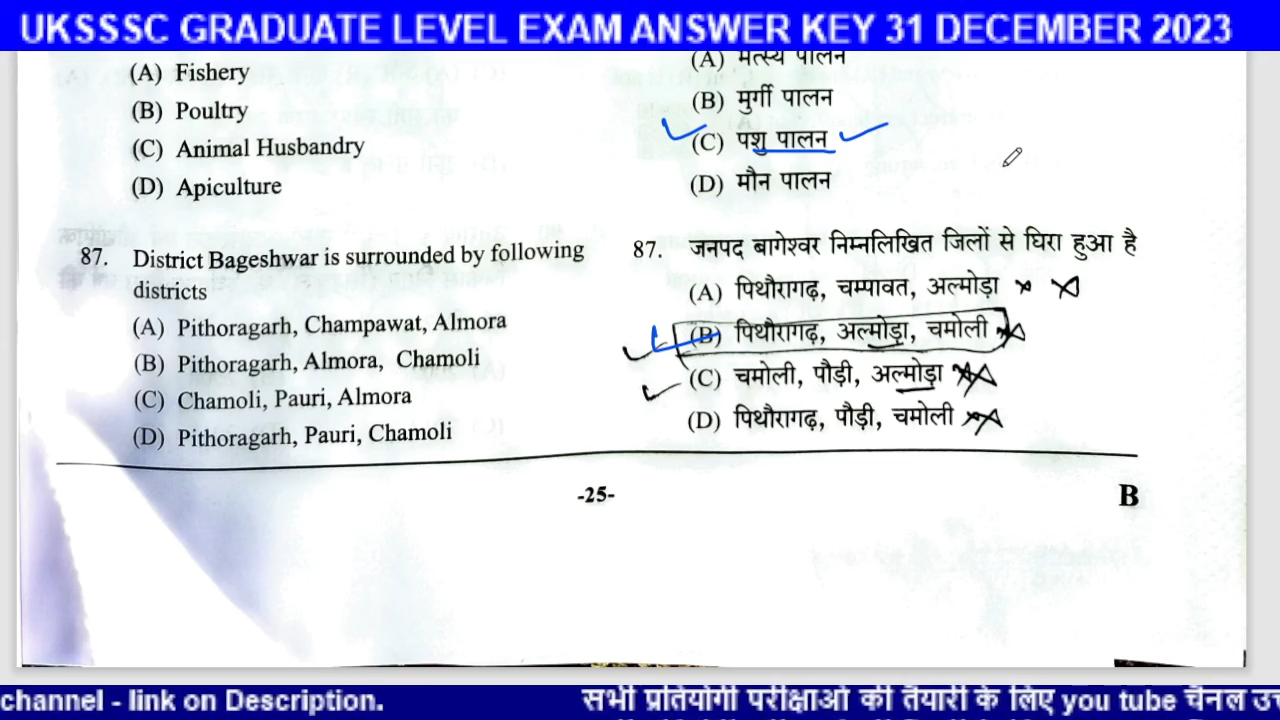 UKSSSC GRADUATE LEVEL EXAM ANSWER KEY 31 DECEMBER 2023
(A) Fishery
(B) Poultry
(C) Animal Husbandry
(D) Apiculture
87. District Bageshwar is surrounded by following
districts
(A) Pithoragarh, Champawat, Almora
(B) Pithoragarh, Almora, Chamoli
(C) Chamoli, Pauri, Almora
(D) Pithoragarh, Pauri, Chamoli
(A) मत्स्य पालन
(B) मुर्गी पालन
(C) पशु पालन
(D) मौन पालन
87. जनपद बागेश्वर निम्नलिखित जिलों से घिरा हुआ है
(A) पिथौरागढ़, चम्पावत, अल्मोड़ा
(B) पिथौरागढ़, अल्मोड़ा, चमोली
(C) चमोली, पौड़ी, अल्मोड़ा
(D) पिथौरागढ़, पौड़ी, चमोली
-25-
B
channel - link on Description.
सभी प्रतियोगी परीक्षाओं की तैयारी के लिए you tube चैनल